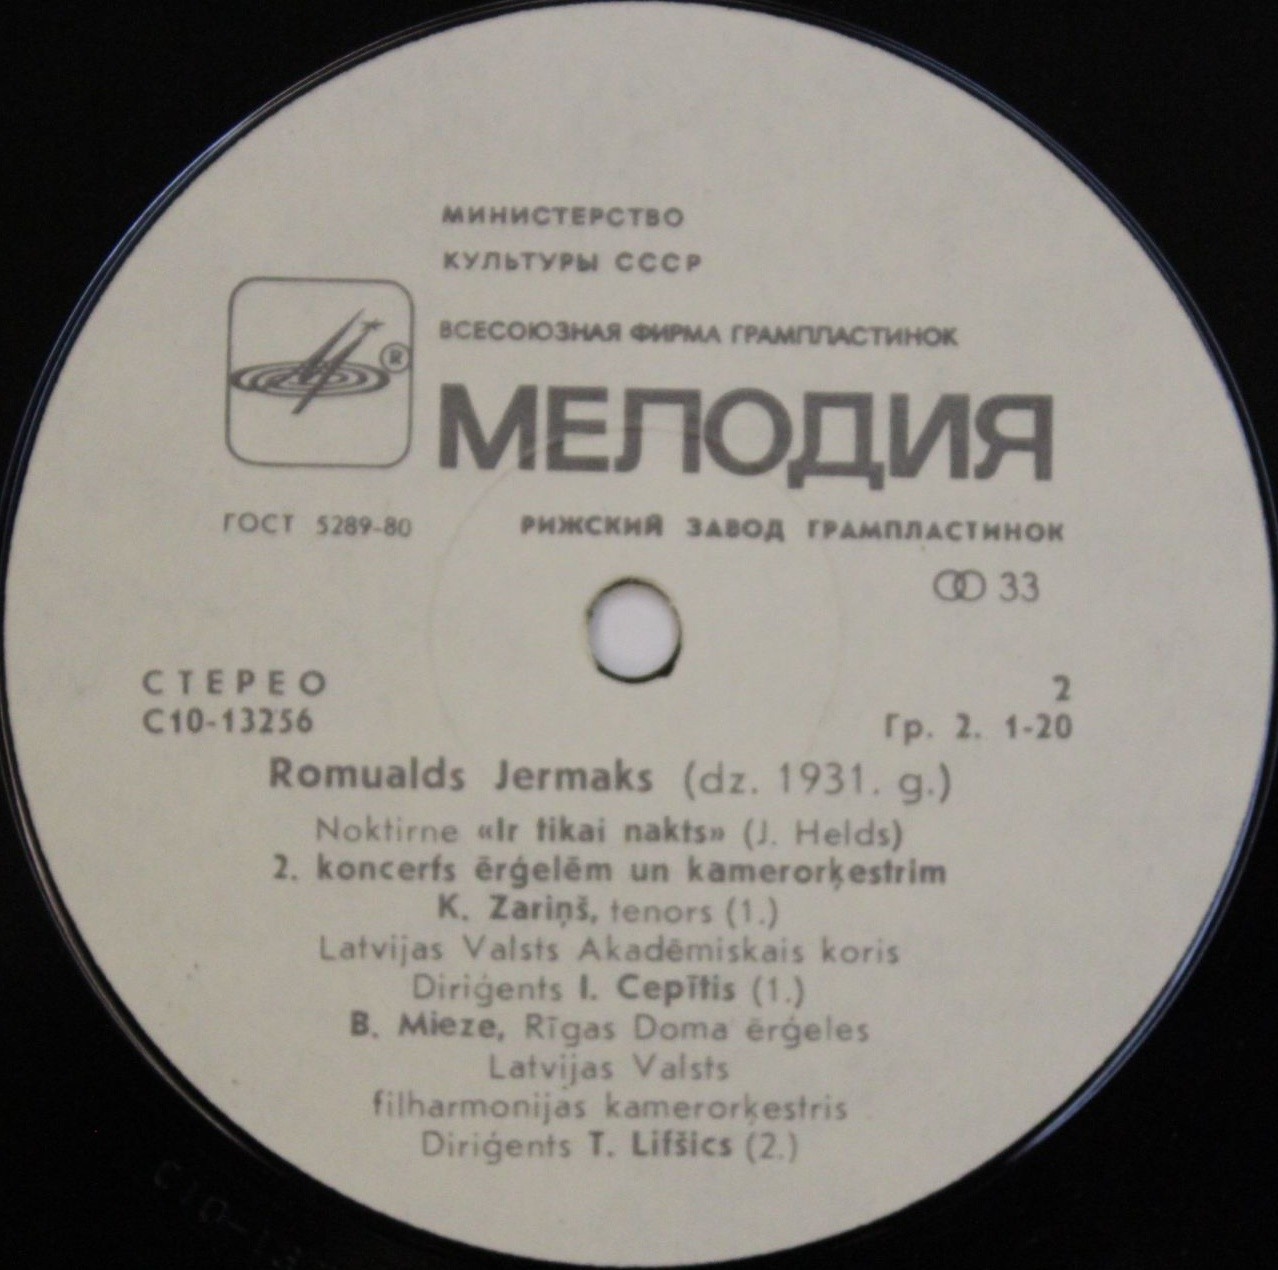 МИНИСТЕРСТВО
КУЛЬТУРЫ СССР
ВСЕСОЮЗНАЯ ФИРМА ГРАМПЛАСТИНОК
®
МЕЛОДИЯ
ГОСТ 5289-80
РИЖСКИЙ ЗАВОД ГРАМПЛАСТИНОК
33
СТЕРЕО
2
С10-13256
Гр. 2. 1-20
Romualds Jermaks (dz. 1931. g.)
Noktirne «Ir tikai nakts» (J. Helds)
2. koncerts ērģelēm un kamerorķestrim
K. Zariņš, tenors (1.)
Latvijas Valsts Akadēmiskais koris
Diriģents I. Cepītis (1.)
B. Mieze, Rīgas Doma ērģeles
Latvijas Valsts
filharmonijas kamerorķestris
Diriģents T. Lifšics (2.)